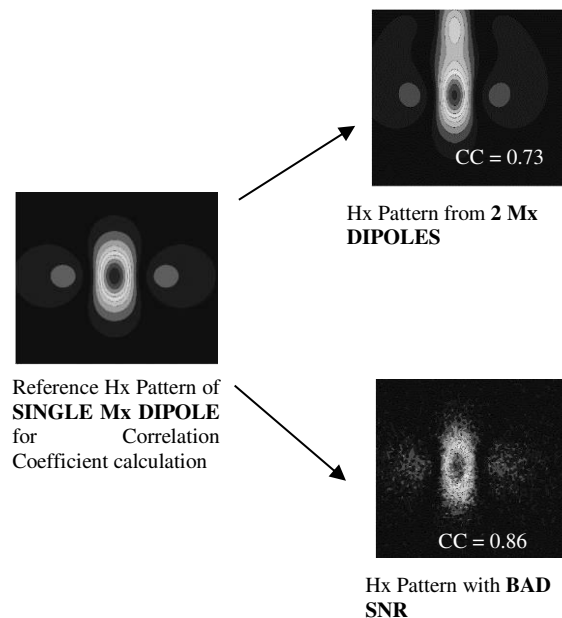 CC = 0.73
Hx Pattern from 2 Mx
DIPOLES
Reference Hx Pattern of
SINGLE Mx DIPOLE
for Correlation
Coefficient calculation
CC = 0.86
Hx Pattern with BAD
SNR